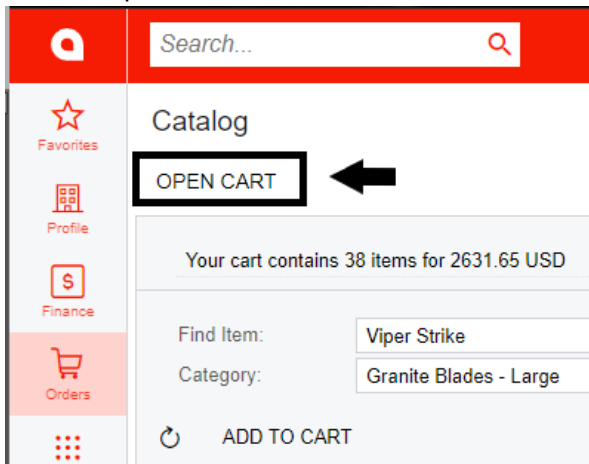 Search...
Favorites
Profile
Finance
Orders
Catalog
OPEN CART
Your cart contains 38 items for 2631.65 USD
Find Item: Viper Strike
Category: Granite Blades - Large
ADD TO CART